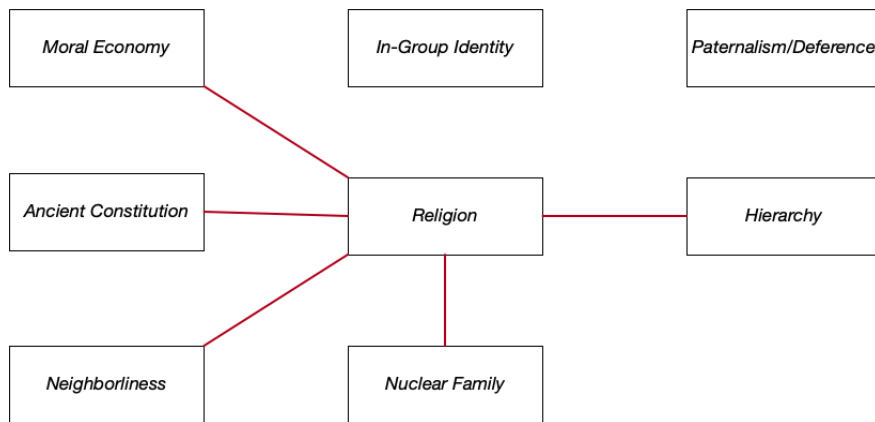 Moral Economy
In-Group Identity
Paternalism/Deference
Ancient Constitution
Religion
Hierarchy
Neighborliness
Nuclear Family